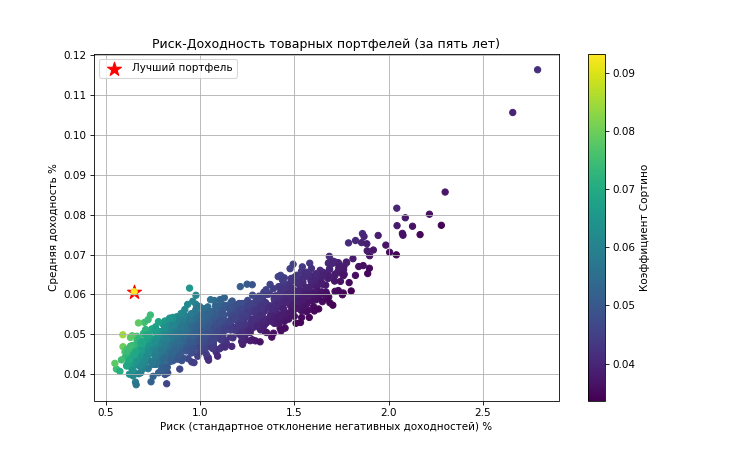 Риск-Доходность товарных портфелей (за пять лет)
Лучший портфель
Средняя доходность %
0.12
0.11
0.10
0.09
0.08
0.07
0.06
0.05
0.04
0.5 1.0 1.5 2.0 2.5
Риск (стандартное отклонение негативных доходностей) %
0.09
0.08
0.07
0.06
0.05
0.04
Коэффициент Сортино